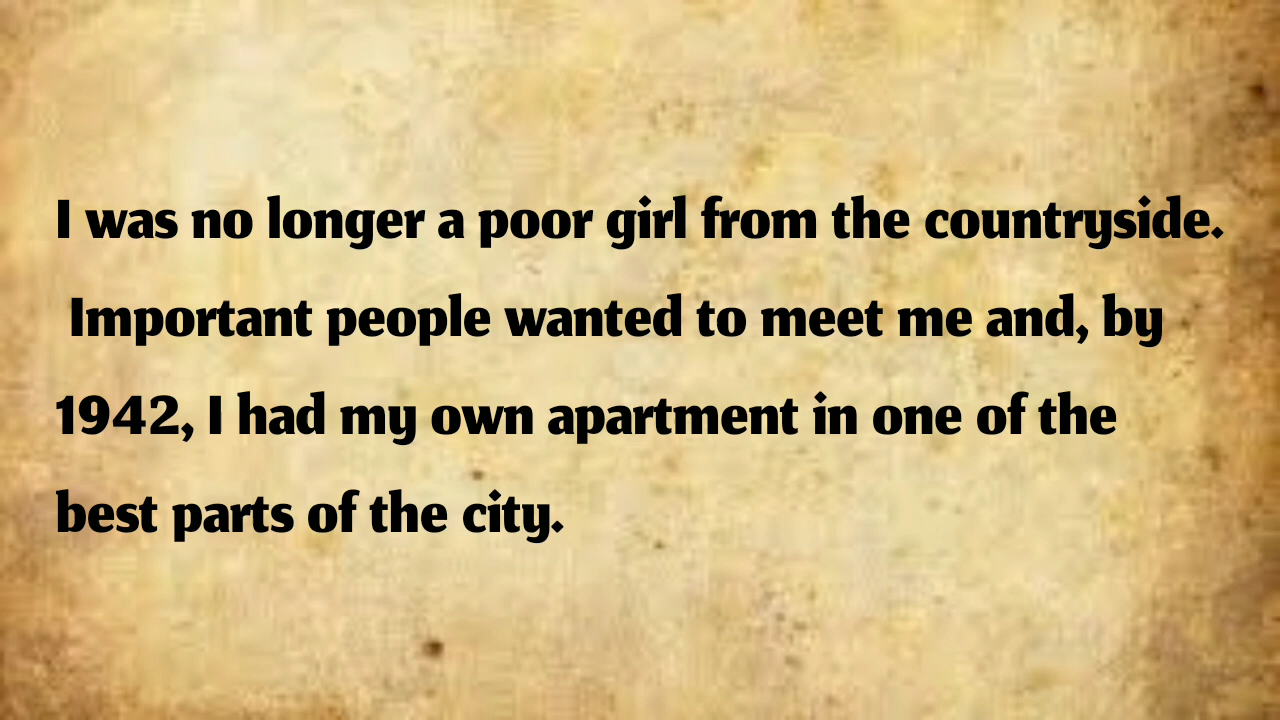 I was no longer a poor girl from the countryside.
Important people wanted to meet me and, by
1942, I had my own apartment in one of the
best parts of the city.